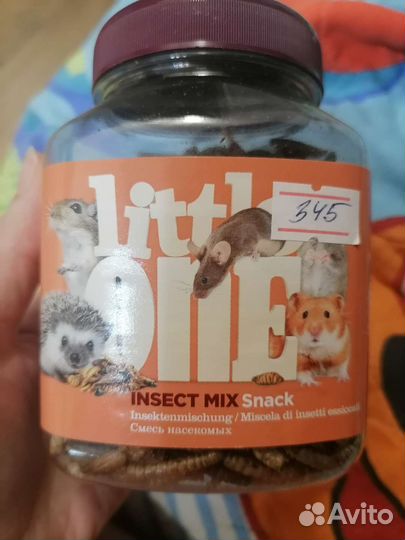 little
one
345
INSECT MIX Snack
Insektenmischung / Miscela di insetti essiccati
Смесь насекомых
Avito